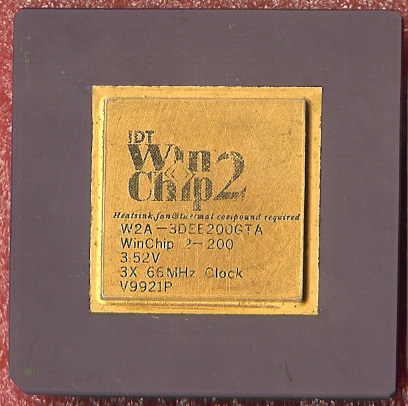 IDT
WinChip 2
Heatsink,fan&thermal compound required
W2A-3DEE200GTA
WinChip 2-200
3.52V
3X 66MHz Clock
V9921P